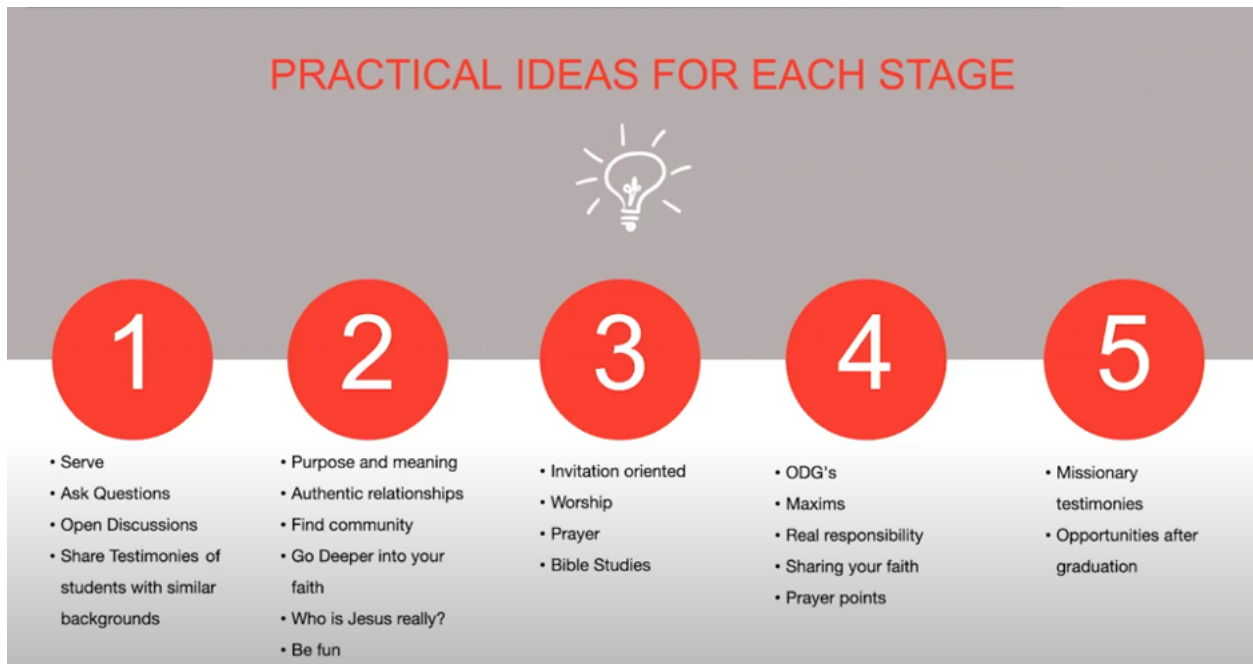 PRACTICAL IDEAS FOR EACH STAGE
1
• Serve
• Ask Questions
• Open Discussions
• Share Testimonies of
students with similar
backgrounds
2
• Purpose and meaning
• Authentic relationships
• Find community
• Go Deeper into your
faith
• Who is Jesus really?
• Be fun
3
• Invitation oriented
• Worship
• Prayer
• Bible Studies
4
• ODG's
• Maxims
• Real responsibility
• Sharing your faith
• Prayer points
5
• Missionary
testimonies
• Opportunities after
graduation